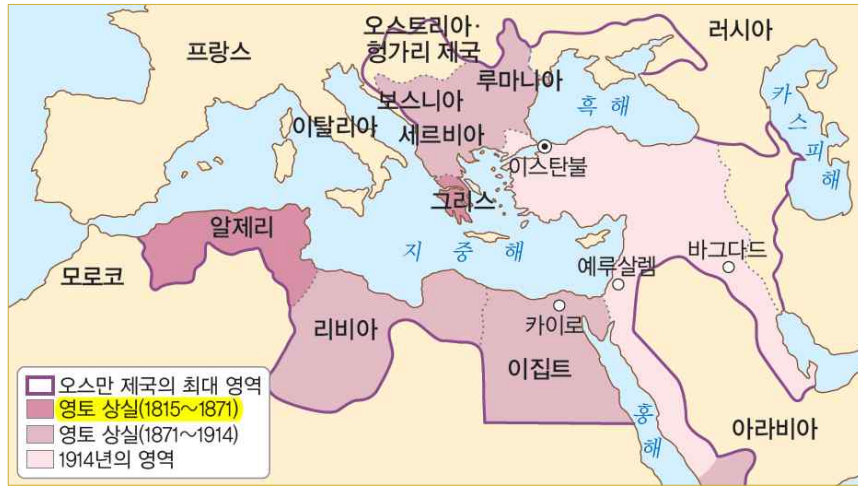 오스트리아·
헝가리 제국
러시아
프랑스
루마니아
보스니아
흑해
카스피해
이탈리아
세르비아
이스탄불
그리스
알제리
지중해
바그다드
예루살렘
모로코
리비아
카이로
이집트
홍해
아라비아
오스만 제국의 최대 영역
영토 상실(1815~1871)
영토 상실(1871~1914)
1914년의 영역